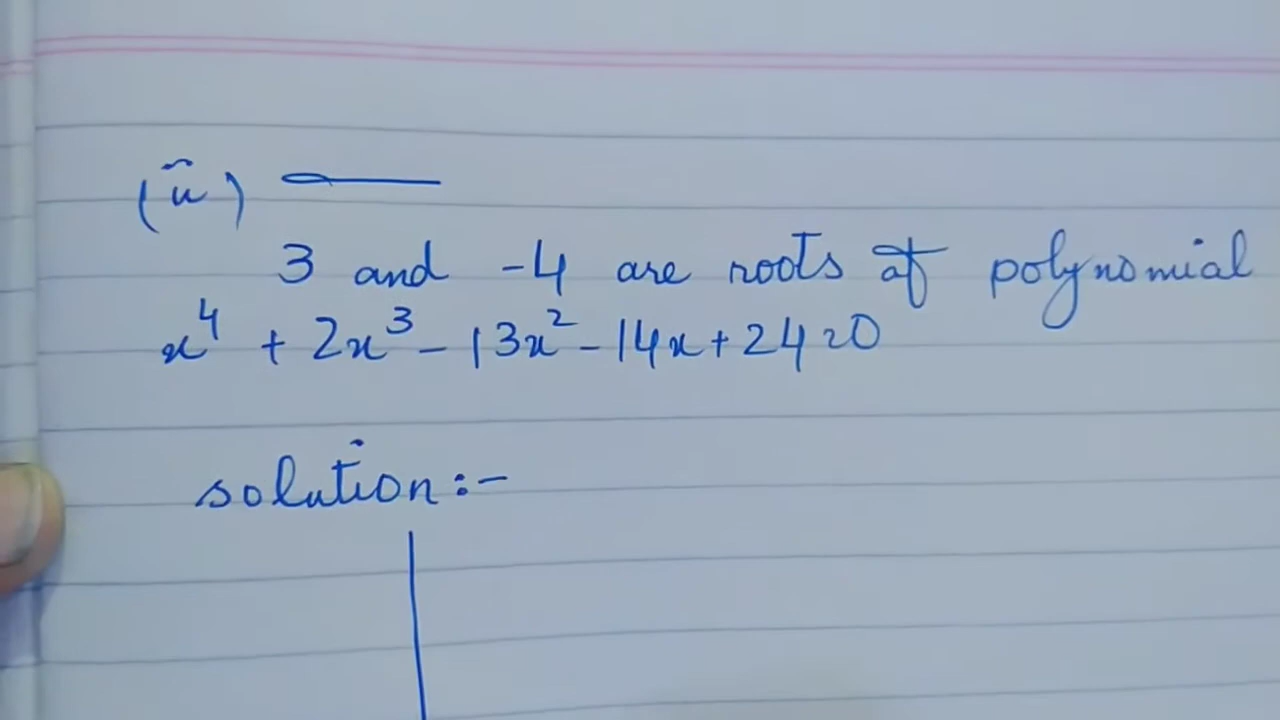 (ii)
3 and -4 are roots of polynomial
x⁴ + 2x³ - 13x² - 14x + 24 = 0
solution :-